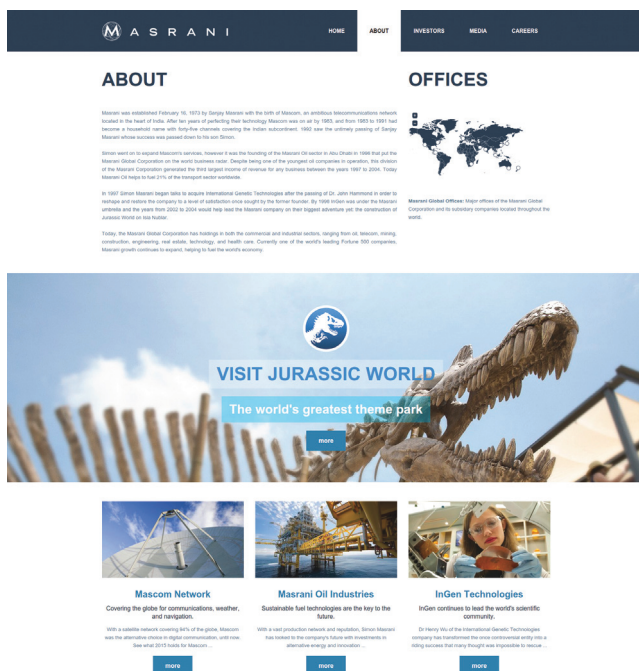 MASRANI
HOME ABOUT INVESTORS MEDIA CAREERS
ABOUT
Masrani was established February 16, 1973 by Sanjay Masrani with the birth of Mascom, an ambitious telecommunications network
located in the heart of India. After ten years of perfecting their technology Mascom was on air by 1983, and from 1983 to 1991 had
become a household name with forty-five channels covering the Indian subcontinent. 1992 saw the untimely passing of Sanjay
Masrani whose success was passed down to his son Simon.
Simon went on to expand Mascom's services, however it was the founding of the Masrani Oil sector in Abu Dhabi in 1996 that put the
Masrani Global Corporation on the world business radar. Despite being one of the youngest oil companies in operation, this division
of the Masrani Corporation generated the third largest income of revenue for any business between the years 1997 to 2004. Today
Masrani Oil helps to fuel 21% of the transport sector worldwide.
In 1997 Simon Masrani began talks to acquire International Genetic Technologies after the passing of Dr. John Hammond in order to
reshape and restore the company to a level of satisfaction once sought by the former founder. By 1998 InGen was under the Masrani
umbrella and the years from 2002 to 2004 would help lead the Masrani company on their biggest adventure yet: the construction of
Jurassic World on Isla Nublar.
Today, the Masrani Global Corporation has holdings in both the commercial and industrial sectors, ranging from oil, telecom, mining,
construction, engineering, real estate, technology, and health care. Currently one of the world's leading Fortune 500 companies,
Masrani growth continues to expand, helping to fuel the world's economy.
OFFICES
Masrani Global Offices: Major offices of the Masrani Global
Corporation and its subsidary companies located throughout the
world.
VISIT JURASSIC WORLD
The world's greatest theme park
more
Mascom Network
Covering the globe for communications, weather,
and navigation.
With a satellite network covering 84% of the globe, Mascom
was the alternative choice in digital communication, until now.
See what 2015 holds for Mascom ...
more
Masrani Oil Industries
Sustainable fuel technologies are the key to the
future.
With a vast production network and reputation, Simon Masrani
has looked to the company's future with investments in
alternative energy and innovation ...
more
InGen Technologies
InGen continues to lead the world's scientific
community.
Dr Henry Wu of the International Genetic Technologies
company has transformed the once controversial entity into a
riding success that many thought was impossible to rescue ...
more